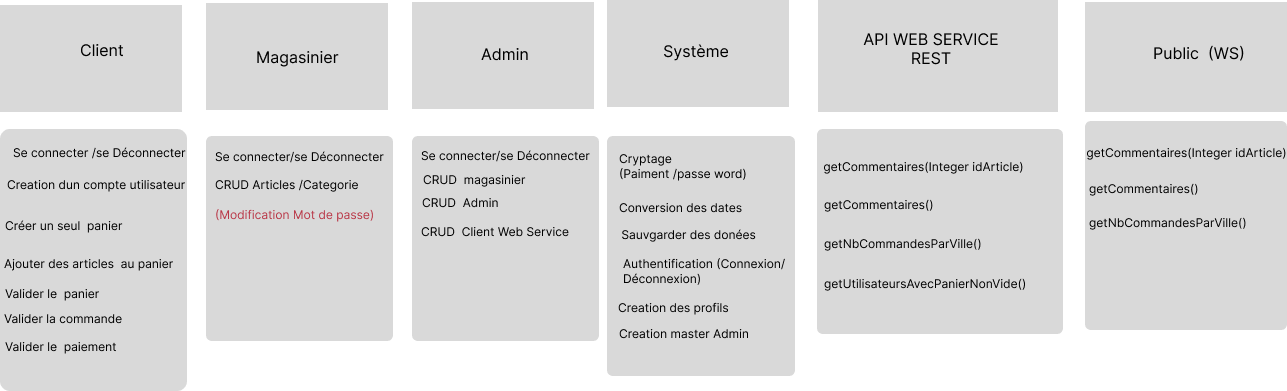 Client
Se connecter /se Déconnecter
Creation dun compte utilisateur
Créer un seul panier
Ajouter des articles au panier
Valider le panier
Valider la commande
Valider le paiement
Magasinier
Se connecter/se Déconnecter
CRUD Articles /Categorie
(Modification Mot de passe)
Admin
Se connecter/se Déconnecter
CRUD magasinier
CRUD Admin
CRUD Client Web Service
Système
Cryptage
(Paiment /passe word)
Conversion des dates
Sauvgarder des donées
Authentification (Connexion/
Déconnexion)
Creation des profils
Creation master Admin
API WEB SERVICE
REST
getCommentaires(Integer idArticle)
getCommentaires()
getNbCommandesParVille()
getUtilisateursAvecPanierNonVide()
Public (WS)
getCommentaires(Integer idArticle)
getCommentaires()
getNbCommandesParVille()